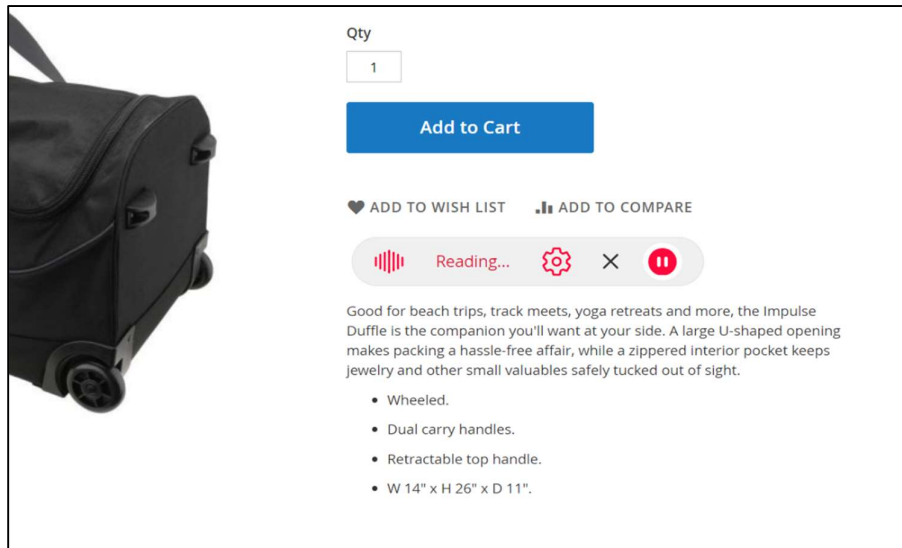 Qty
1
Add to Cart
ADD TO WISH LIST
ADD TO COMPARE
Reading...
Good for beach trips, track meets, yoga retreats and more, the Impulse
Duffle is the companion you'll want at your side. A large U-shaped opening
makes packing a hassle-free affair, while a zippered interior pocket keeps
jewelry and other small valuables safely tucked out of sight.
• Wheeled.
• Dual carry handles.
• Retractable top handle.
• W 14" x H 26" x D 11".